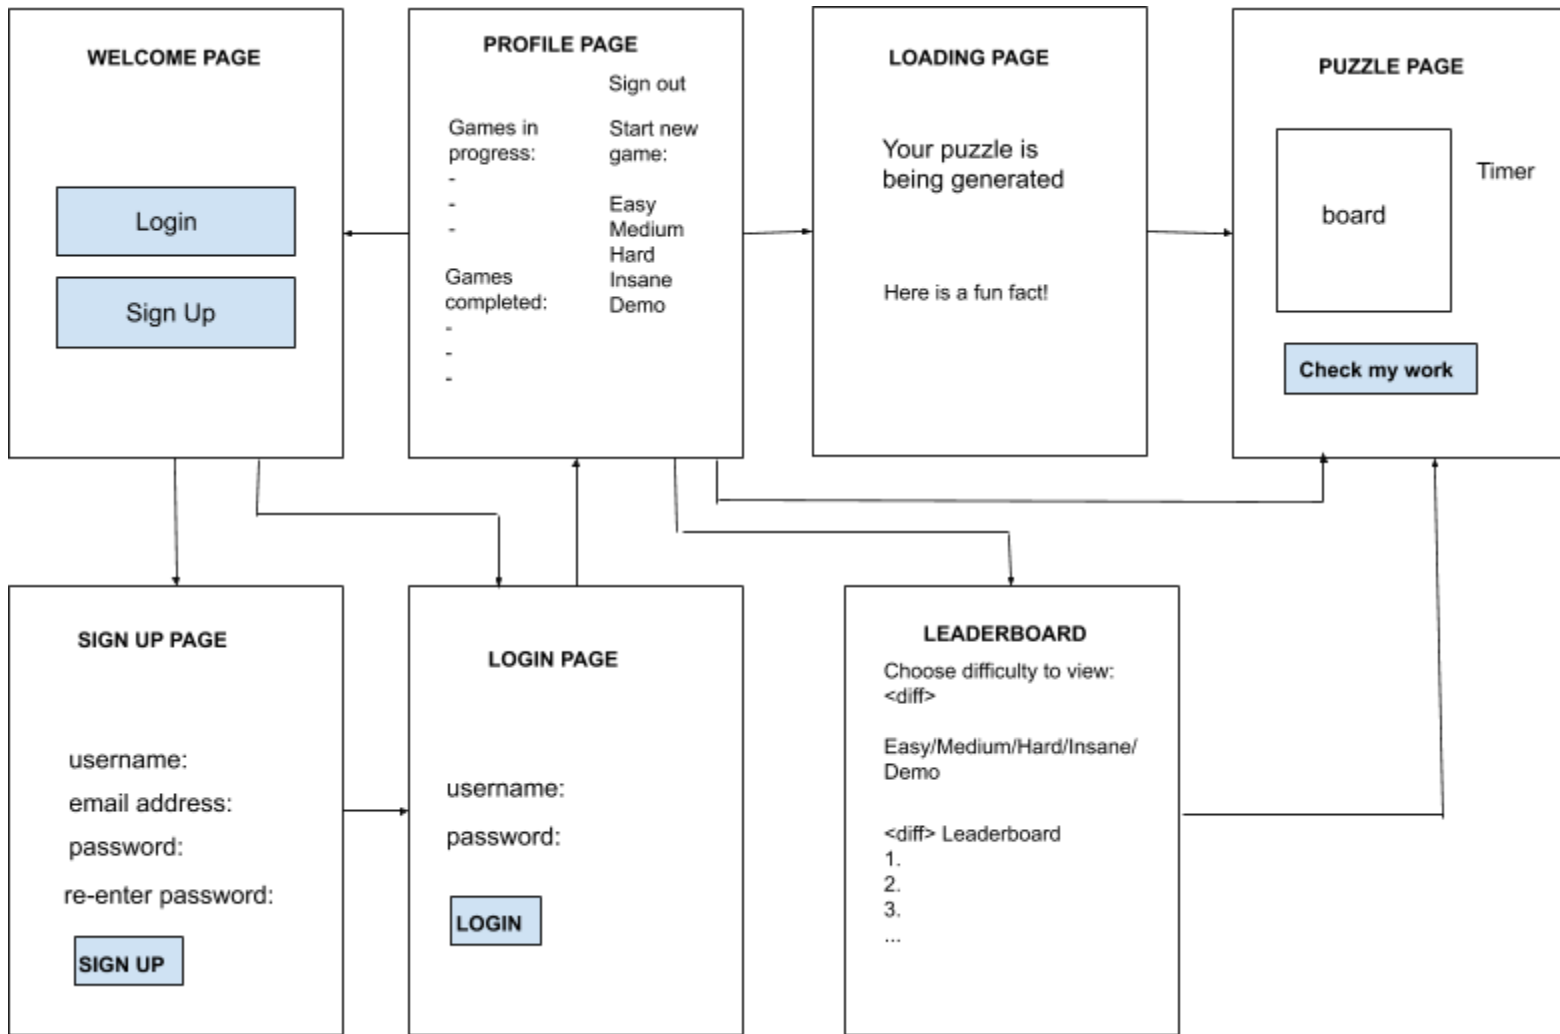 WELCOME PAGE
Login
Sign Up
PROFILE PAGE
Sign out
Games in
progress:
-
-
-
Games
completed:
-
-
-
Start new
game:
Easy
Medium
Hard
Insane
Demo
LOADING PAGE
Your puzzle is
being generated
Here is a fun fact!
PUZZLE PAGE
board
Timer
Check my work
SIGN UP PAGE
username:
email address:
password:
re-enter password:
SIGN UP
LOGIN PAGE
username:
password:
LOGIN
LEADERBOARD
Choose difficulty to view:
<diff>
Easy/Medium/Hard/Insane/
Demo
<diff> Leaderboard
1.
2.
3.
...